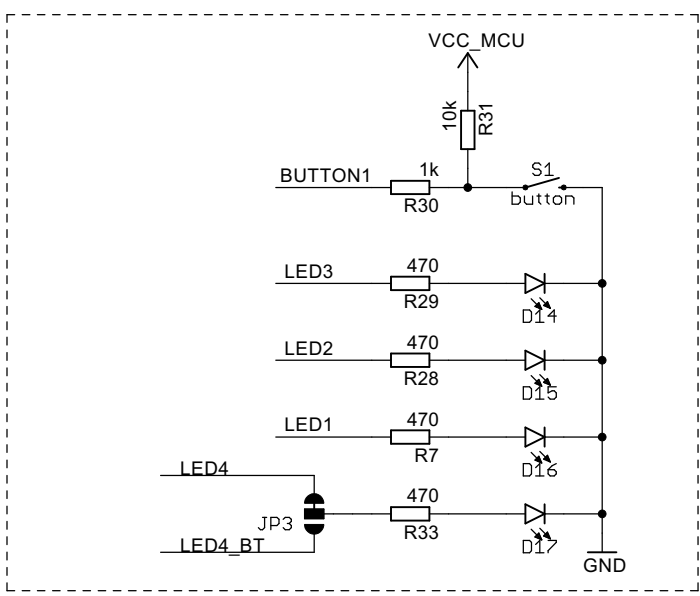 VCC_MCU
10k
R31
BUTTON1
1k
R30
S1
button
LED3
470
R29
D14
LED2
470
R28
D15
LED1
470
R7
D16
LED4
JP3
LED4_BT
470
R33
D17
GND